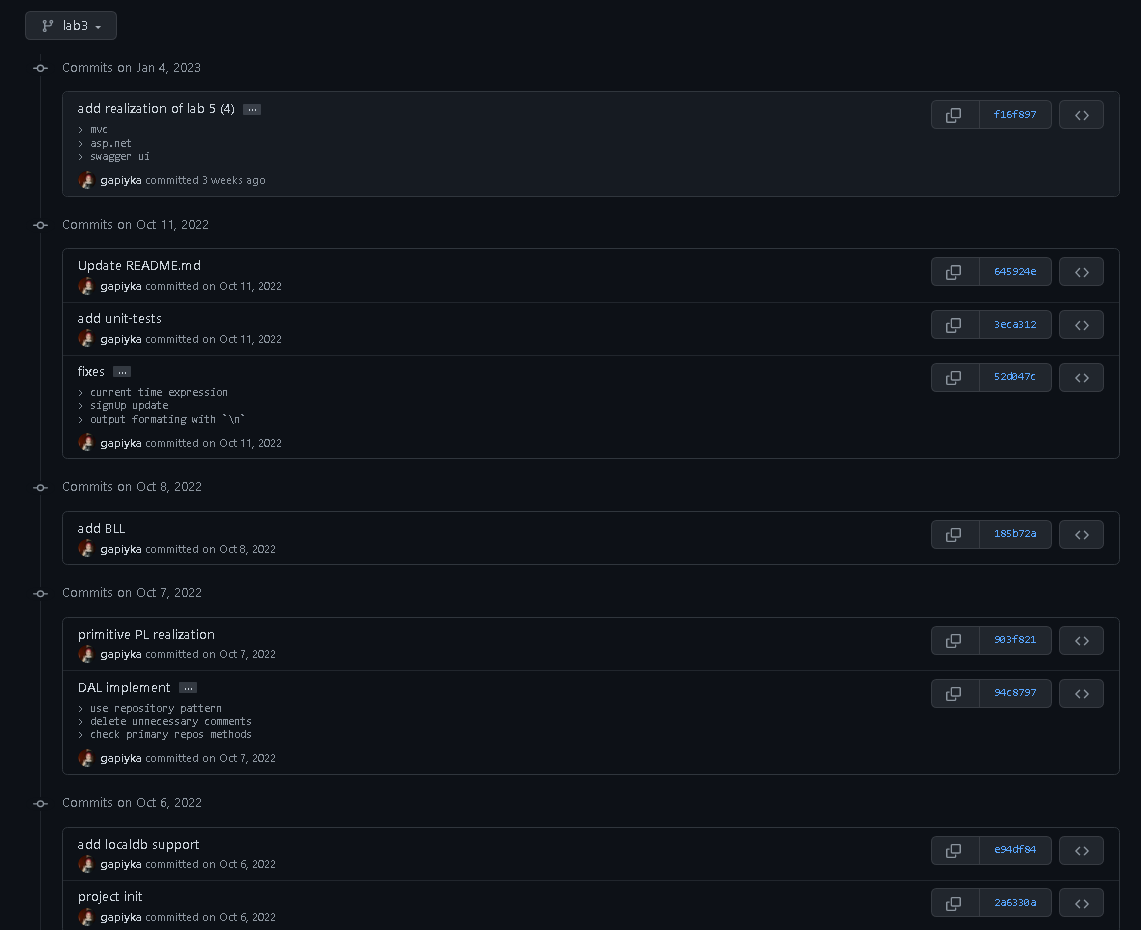 lab3
Commits on Jan 4, 2023
add realization of lab 5 (4) ...
> mvc
> asp.net
> swagger ui
gapiyka committed 3 weeks ago
f16f897
<>
Commits on Oct 11, 2022
Update README.md
gapiyka committed on Oct 11, 2022
645924e
<>
add unit-tests
gapiyka committed on Oct 11, 2022
3eca312
<>
fixes ...
> current time expression
> signUp update
> output formating with `\n`
gapiyka committed on Oct 11, 2022
52d047c
<>
Commits on Oct 8, 2022
add BLL
gapiyka committed on Oct 8, 2022
185b72a
<>
Commits on Oct 7, 2022
primitive PL realization
gapiyka committed on Oct 7, 2022
903f821
<>
DAL implement ...
> use repository pattern
> delete unnecessary comments
> check primary repos methods
gapiyka committed on Oct 7, 2022
94c8797
<>
Commits on Oct 6, 2022
add localdb support
gapiyka committed on Oct 6, 2022
e94df84
<>
project init
gapiyka committed on Oct 6, 2022
2a6330a
<>